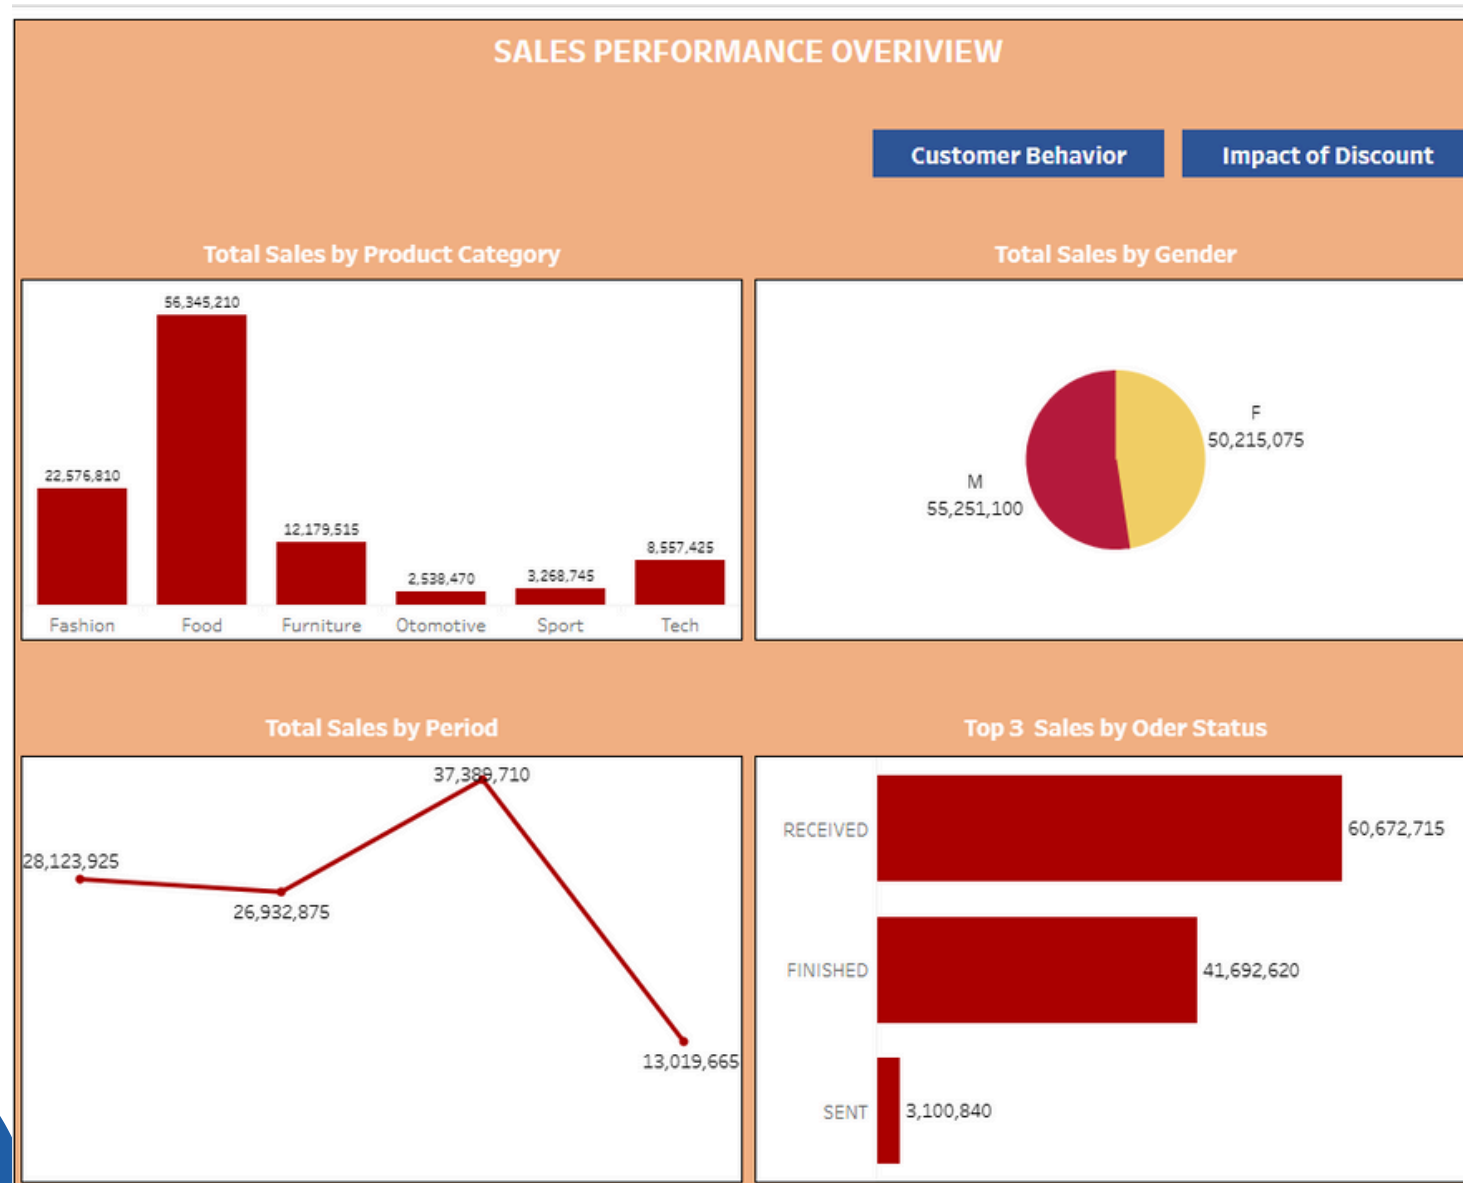 SALES PERFORMANCE OVERIVIEW
Customer Behavior
Impact of Discount
Total Sales by Product Category
56,345,210
22,576,810
12,179,515
2,538,470
3,268,745
8,557,425
Fashion
Food
Furniture
Otomotive
Sport
Tech
Total Sales by Gender
F
50,215,075
M
55,251,100
Total Sales by Period
37,389,710
28,123,925
26,932,875
13,019,665
Top 3 Sales by Oder Status
RECEIVED
60,672,715
FINISHED
41,692,620
SENT
3,100,840